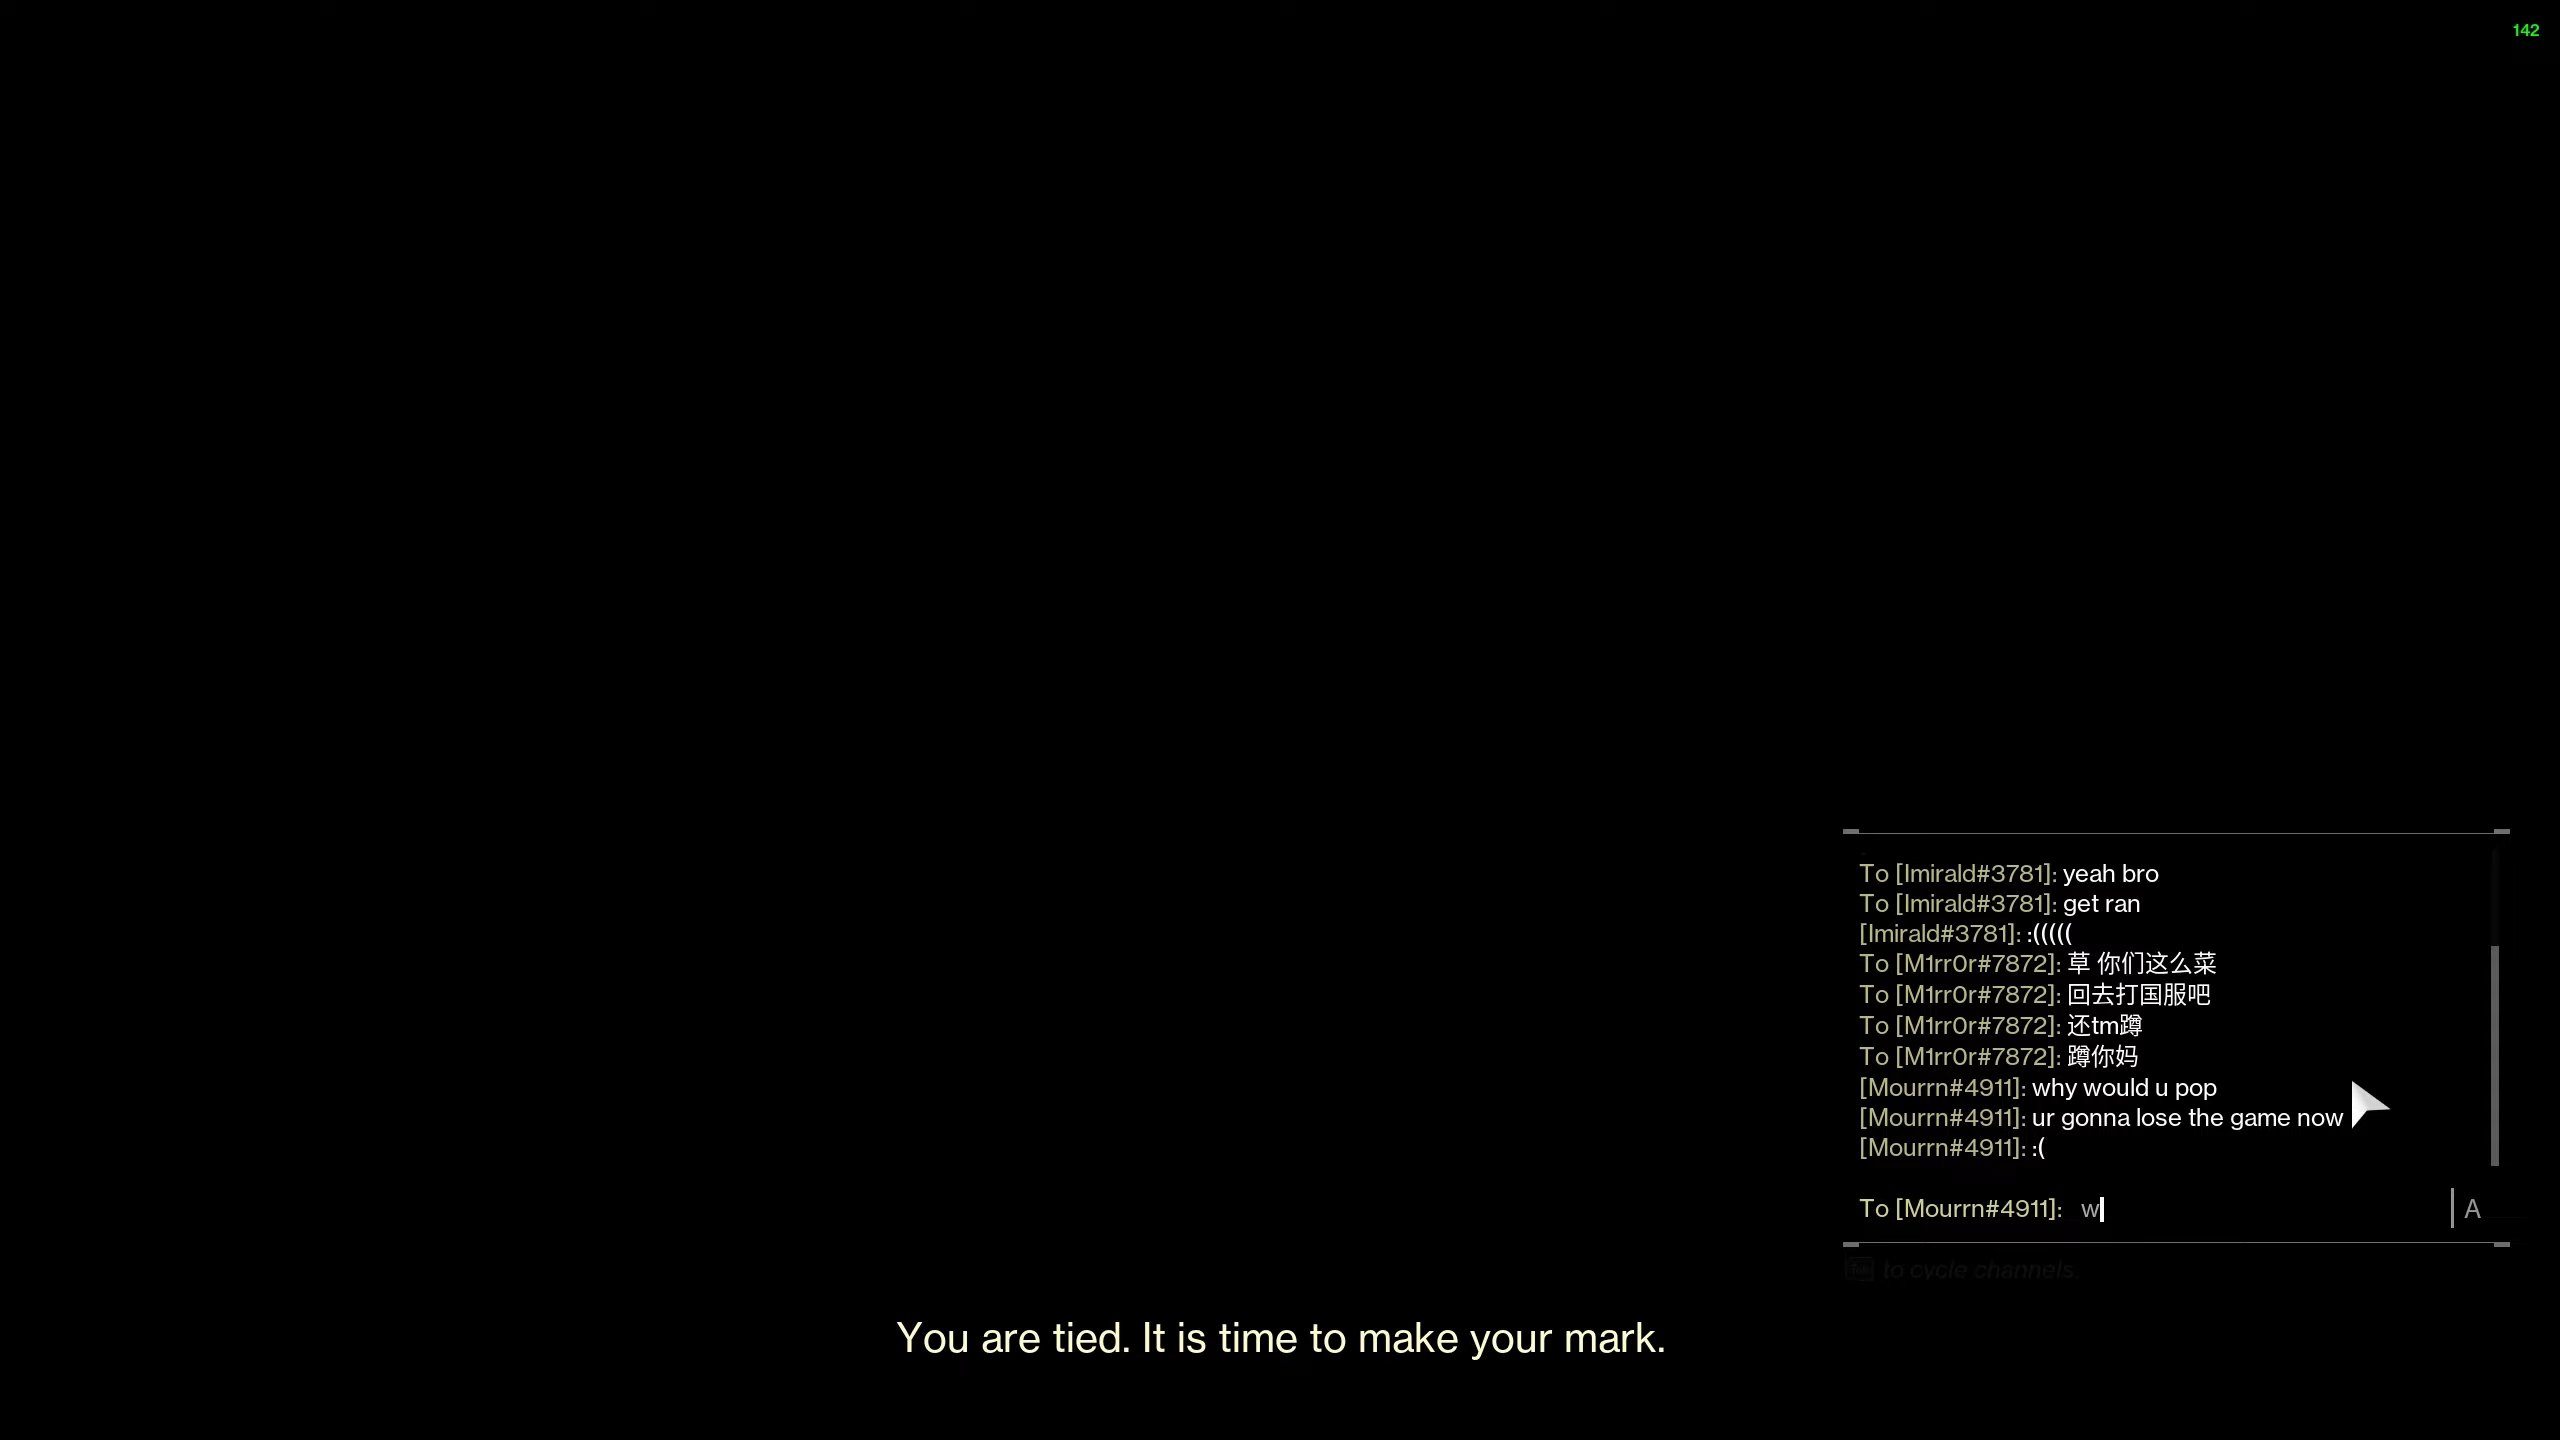 142
To [Imirald#3781]: yeah bro
To [Imirald#3781]: get ran
[Imirald#3781]: :(((((
To [M1rr0r#7872]: 草 你们这么菜
To [M1rr0r#7872]: 回去打国服吧
To [M1rr0r#7872]: 还tm蹲
To [M1rr0r#7872]: 蹲你妈
[Mourrn#4911]: why would u pop
[Mourrn#4911]: ur gonna lose the game now
[Mourrn#4911]: :(
To [Mourrn#4911]: w
A
to cycle channels.
You are tied. It is time to make your mark.